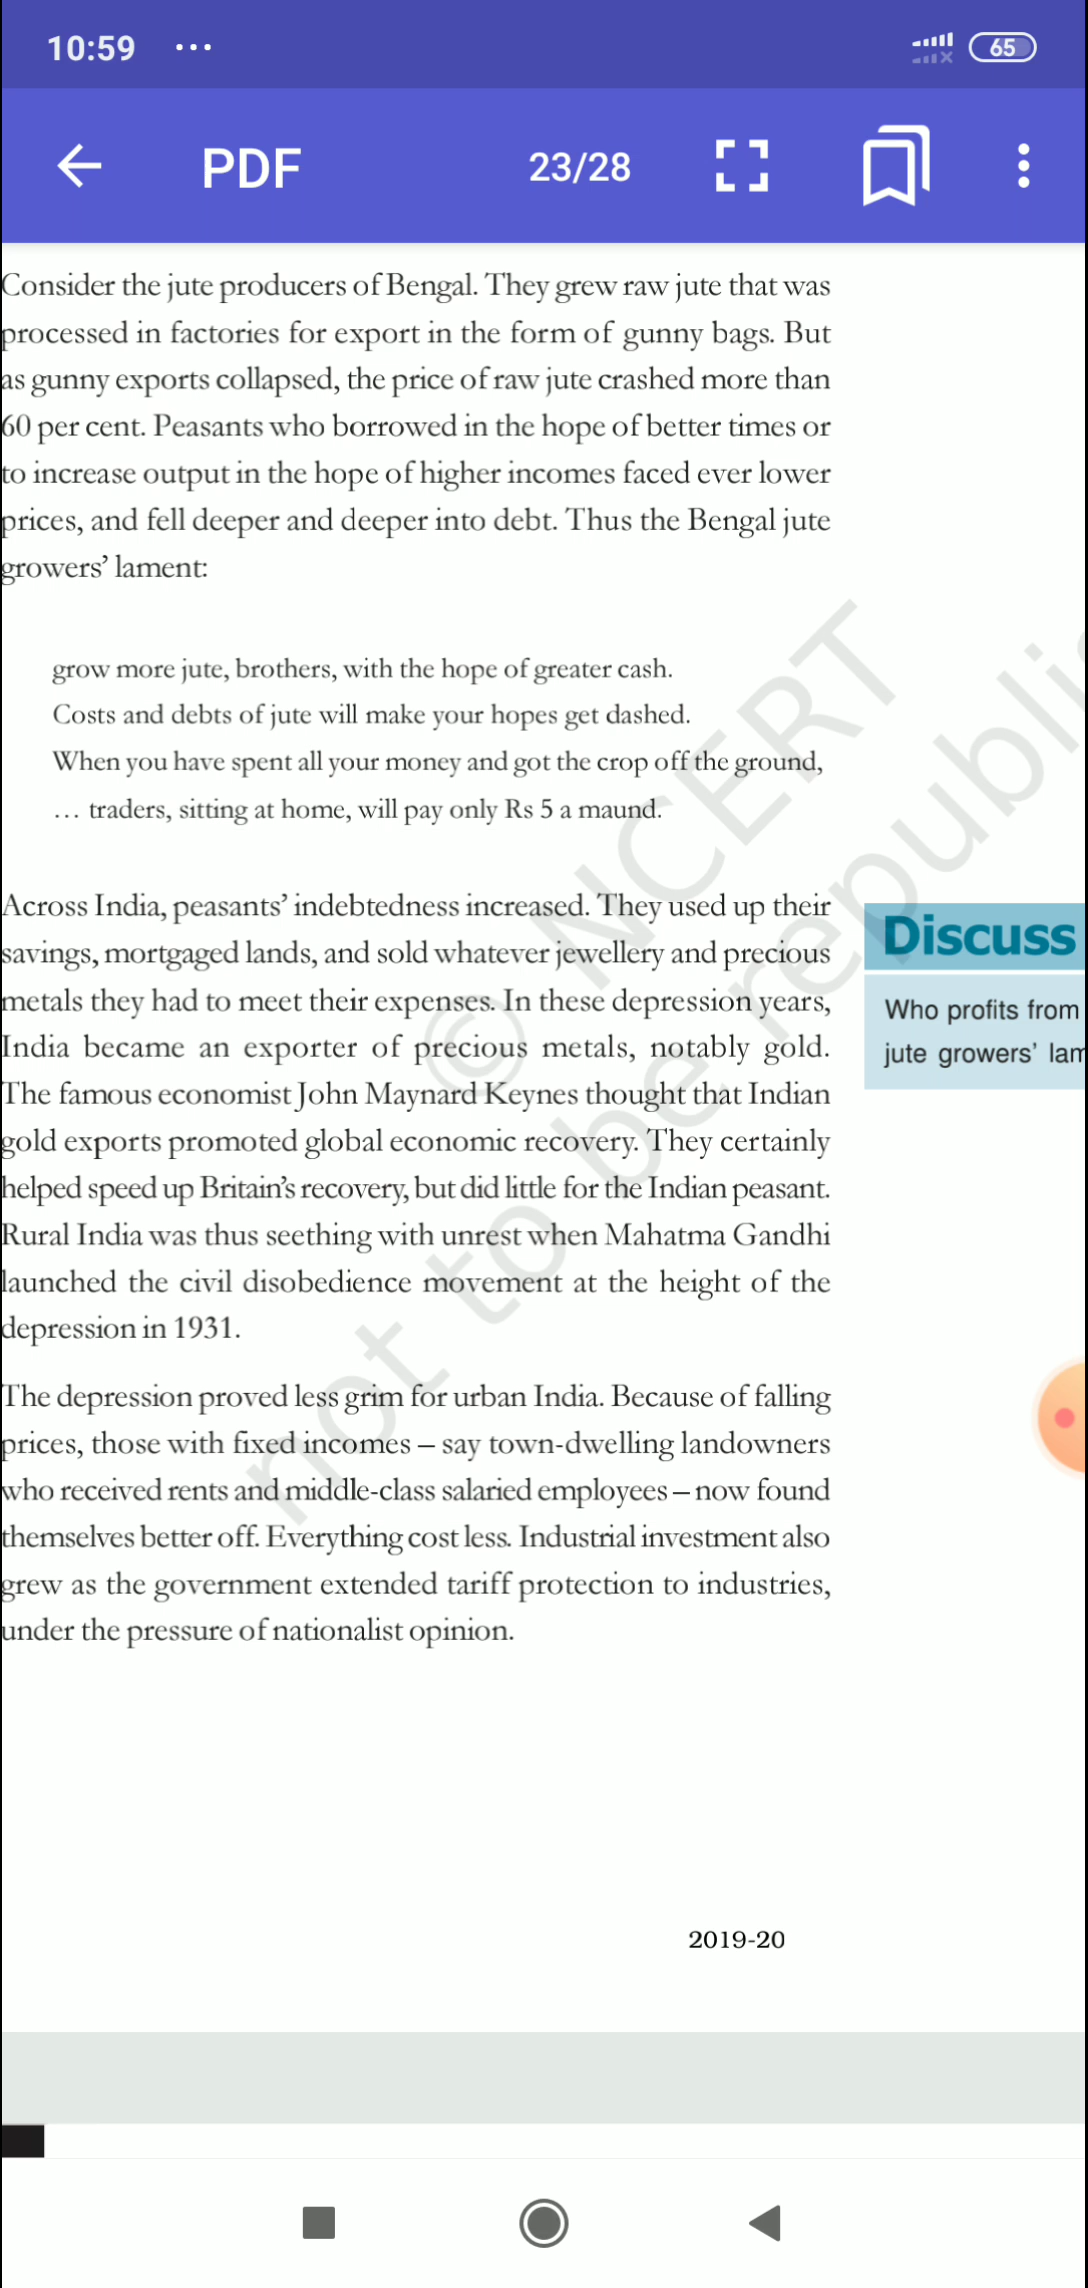 10:59 ...
65
PDF 23/28
Consider the jute producers of Bengal. They grew raw jute that was
processed in factories for export in the form of gunny bags. But
as gunny exports collapsed, the price of raw jute crashed more than
60 per cent. Peasants who borrowed in the hope of better times or
to increase output in the hope of higher incomes faced ever lower
prices, and fell deeper and deeper into debt. Thus the Bengal jute
growers’ lament:
grow more jute, brothers, with the hope of greater cash.
Costs and debts of jute will make your hopes get dashed.
When you have spent all your money and got the crop off the ground,
… traders, sitting at home, will pay only Rs 5 a maund.
Across India, peasants’ indebtedness increased. They used up their
savings, mortgaged lands, and sold whatever jewellery and precious
metals they had to meet their expenses. In these depression years,
India became an exporter of precious metals, notably gold.
The famous economist John Maynard Keynes thought that Indian
gold exports promoted global economic recovery. They certainly
helped speed up Britain’s recovery, but did little for the Indian peasant.
Rural India was thus seething with unrest when Mahatma Gandhi
launched the civil disobedience movement at the height of the
depression in 1931.
The depression proved less grim for urban India. Because of falling
prices, those with fixed incomes – say town-dwelling landowners
who received rents and middle-class salaried employees – now found
themselves better off. Everything cost less. Industrial investment also
grew as the government extended tariff protection to industries,
under the pressure of nationalist opinion.
Discuss
Who profits from
jute growers’ lam
© NCERT
not to be republi
2019-20